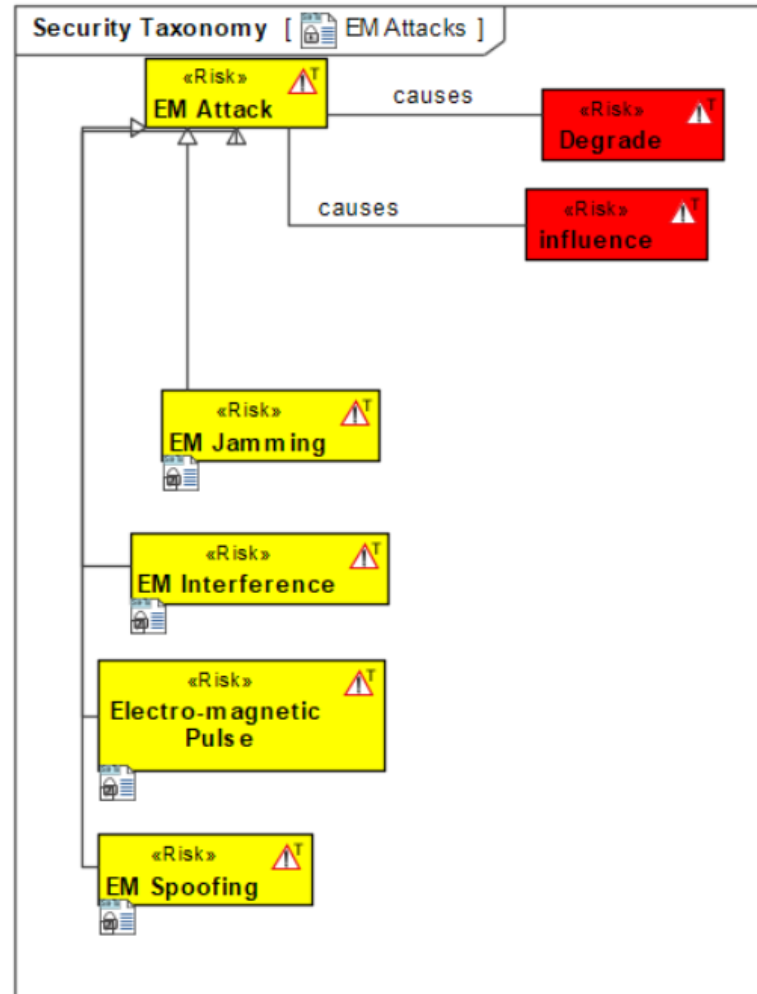 Security Taxonomy [ EM Attacks ]
«Risk»
EM Attack
T
causes
«Risk»
Degrade
T
causes
«Risk»
influence
T
«Risk»
EM Jamming
T
«Risk»
EM Interference
T
«Risk»
Electro-magnetic
Pulse
T
«Risk»
EM Spoofing
T